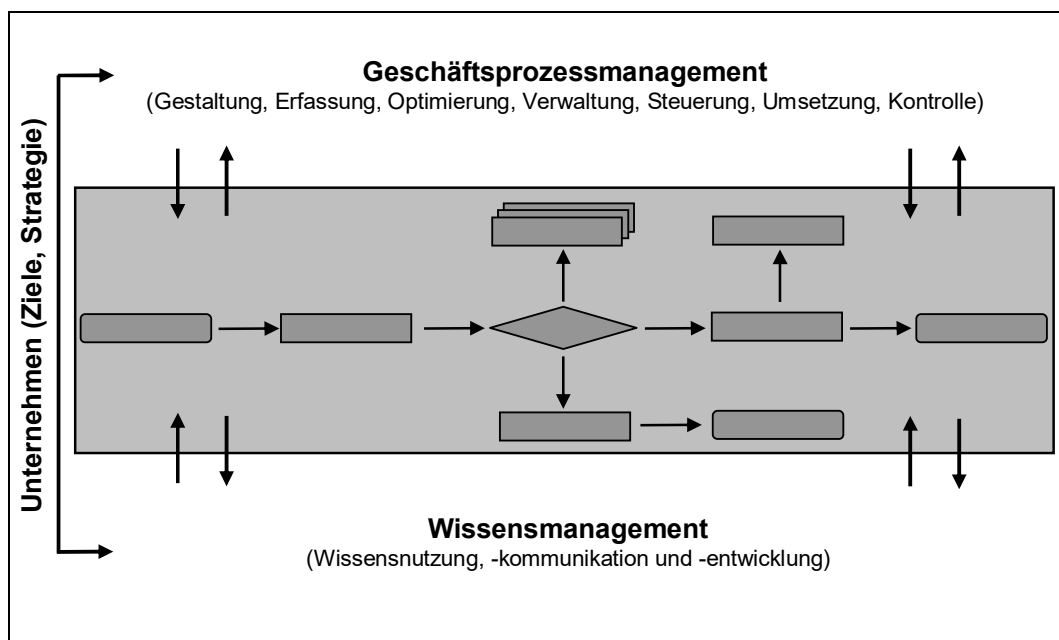 Geschäftsprozessmanagement
(Gestaltung, Erfassung, Optimierung, Verwaltung, Steuerung, Umsetzung, Kontrolle)
Unternehmen (Ziele, Strategie)
Wissensmanagement
(Wissensnutzung, -kommunikation und -entwicklung)